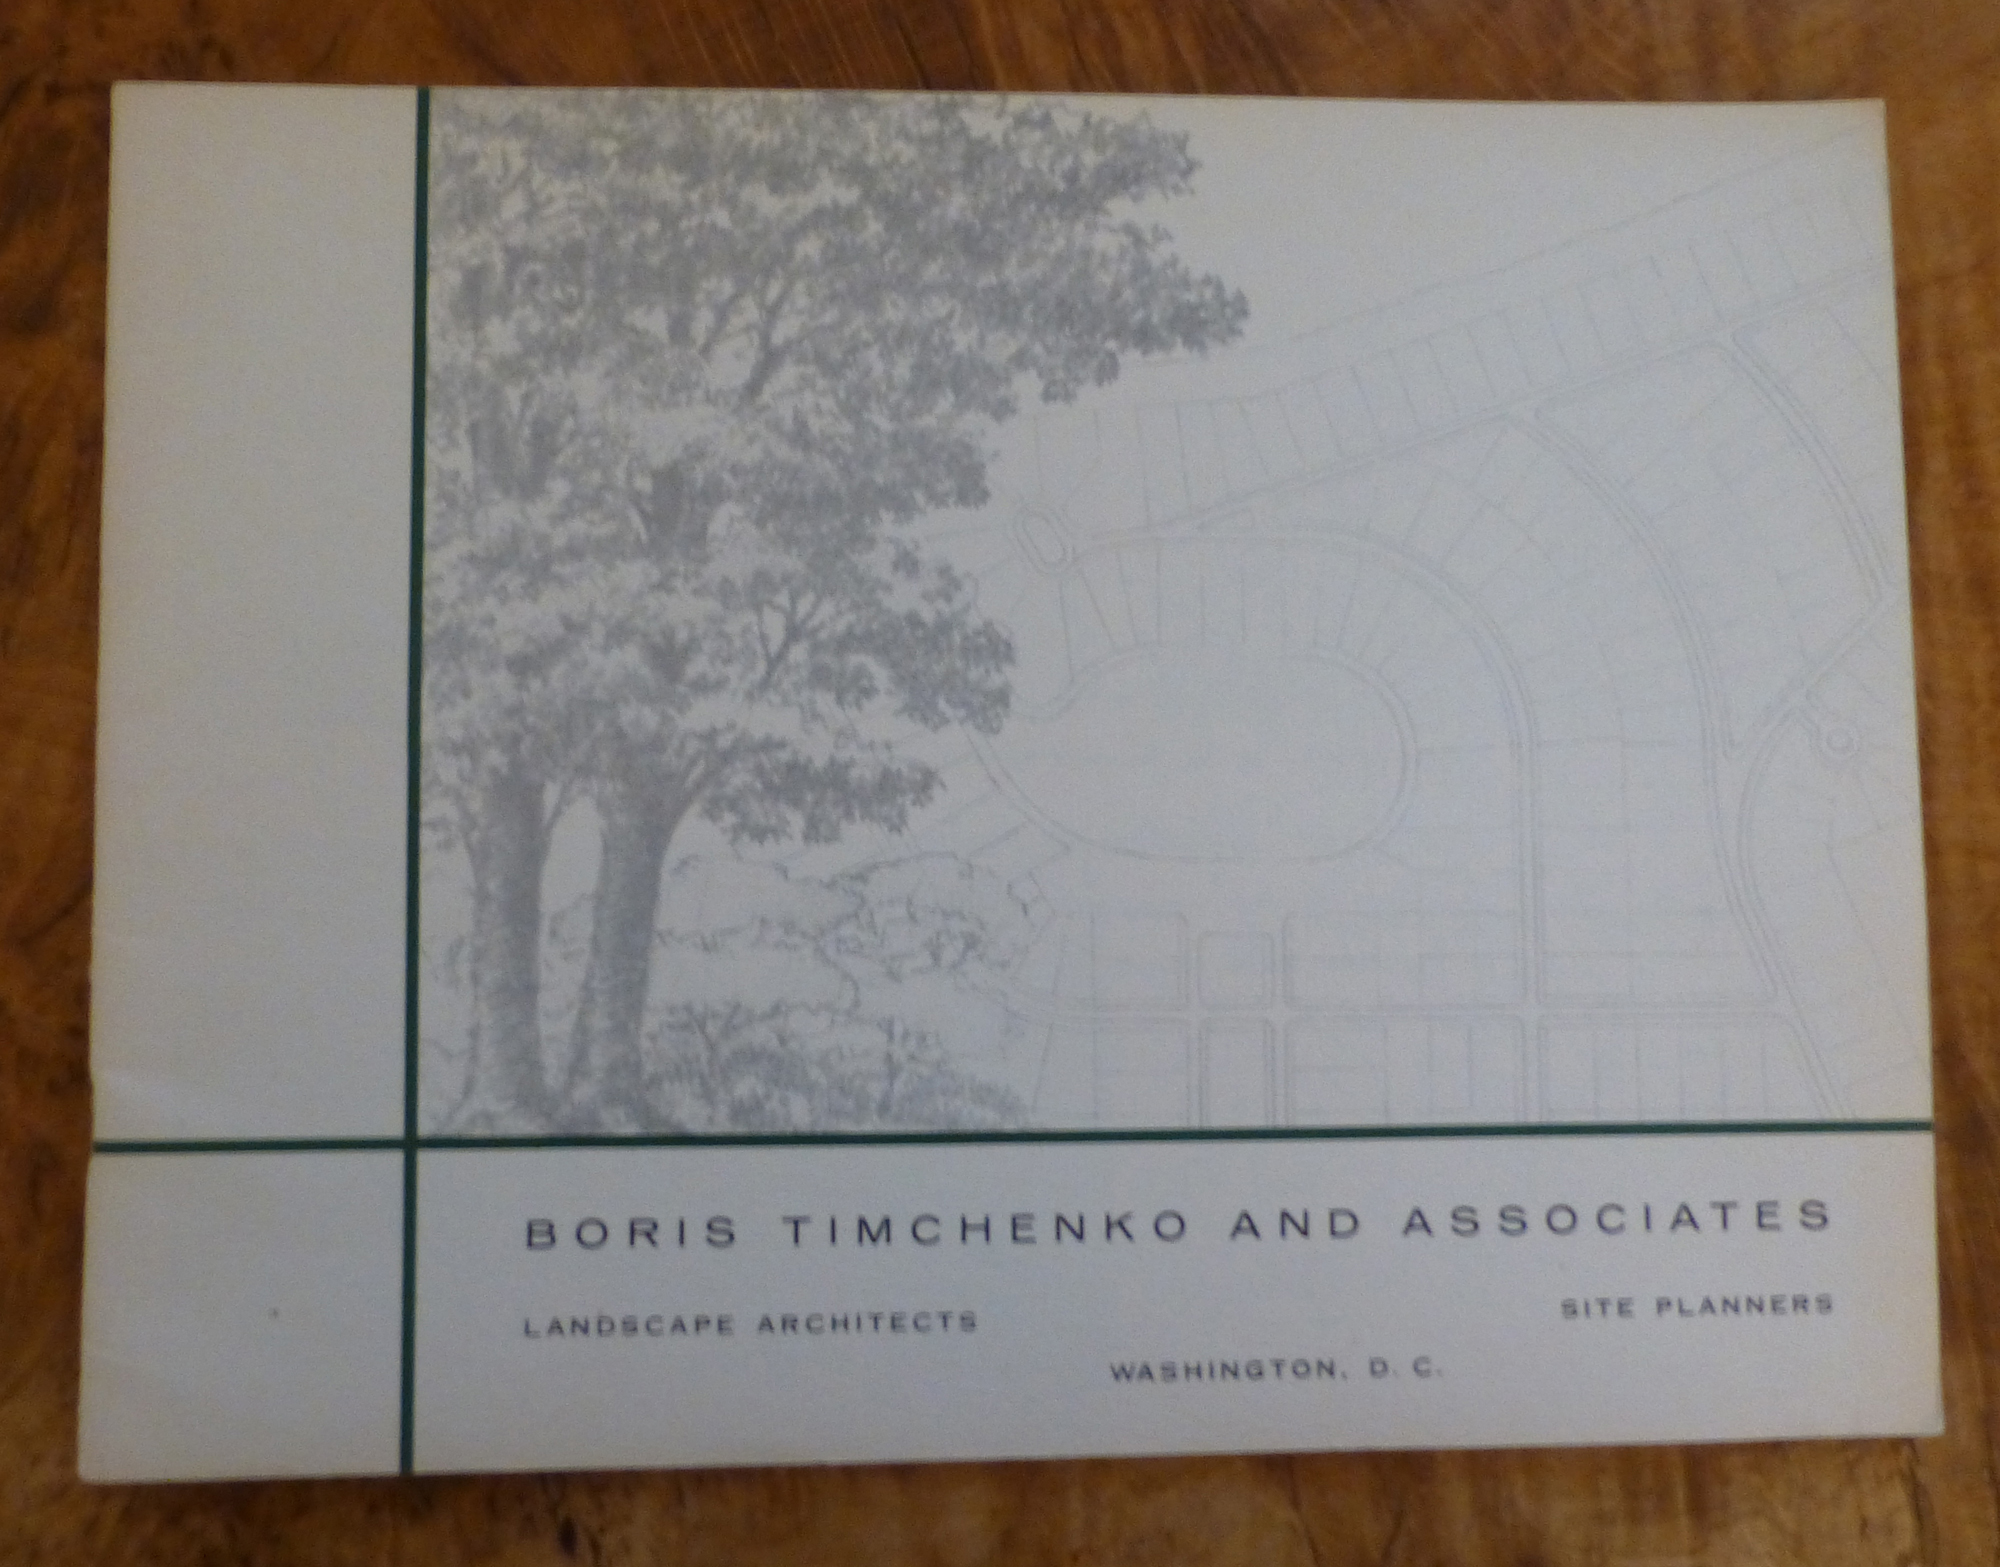 BORIS TIMCHENKO AND ASSOCIATES
LANDSCAPE ARCHITECTS SITE PLANNERS
WASHINGTON, D. C.